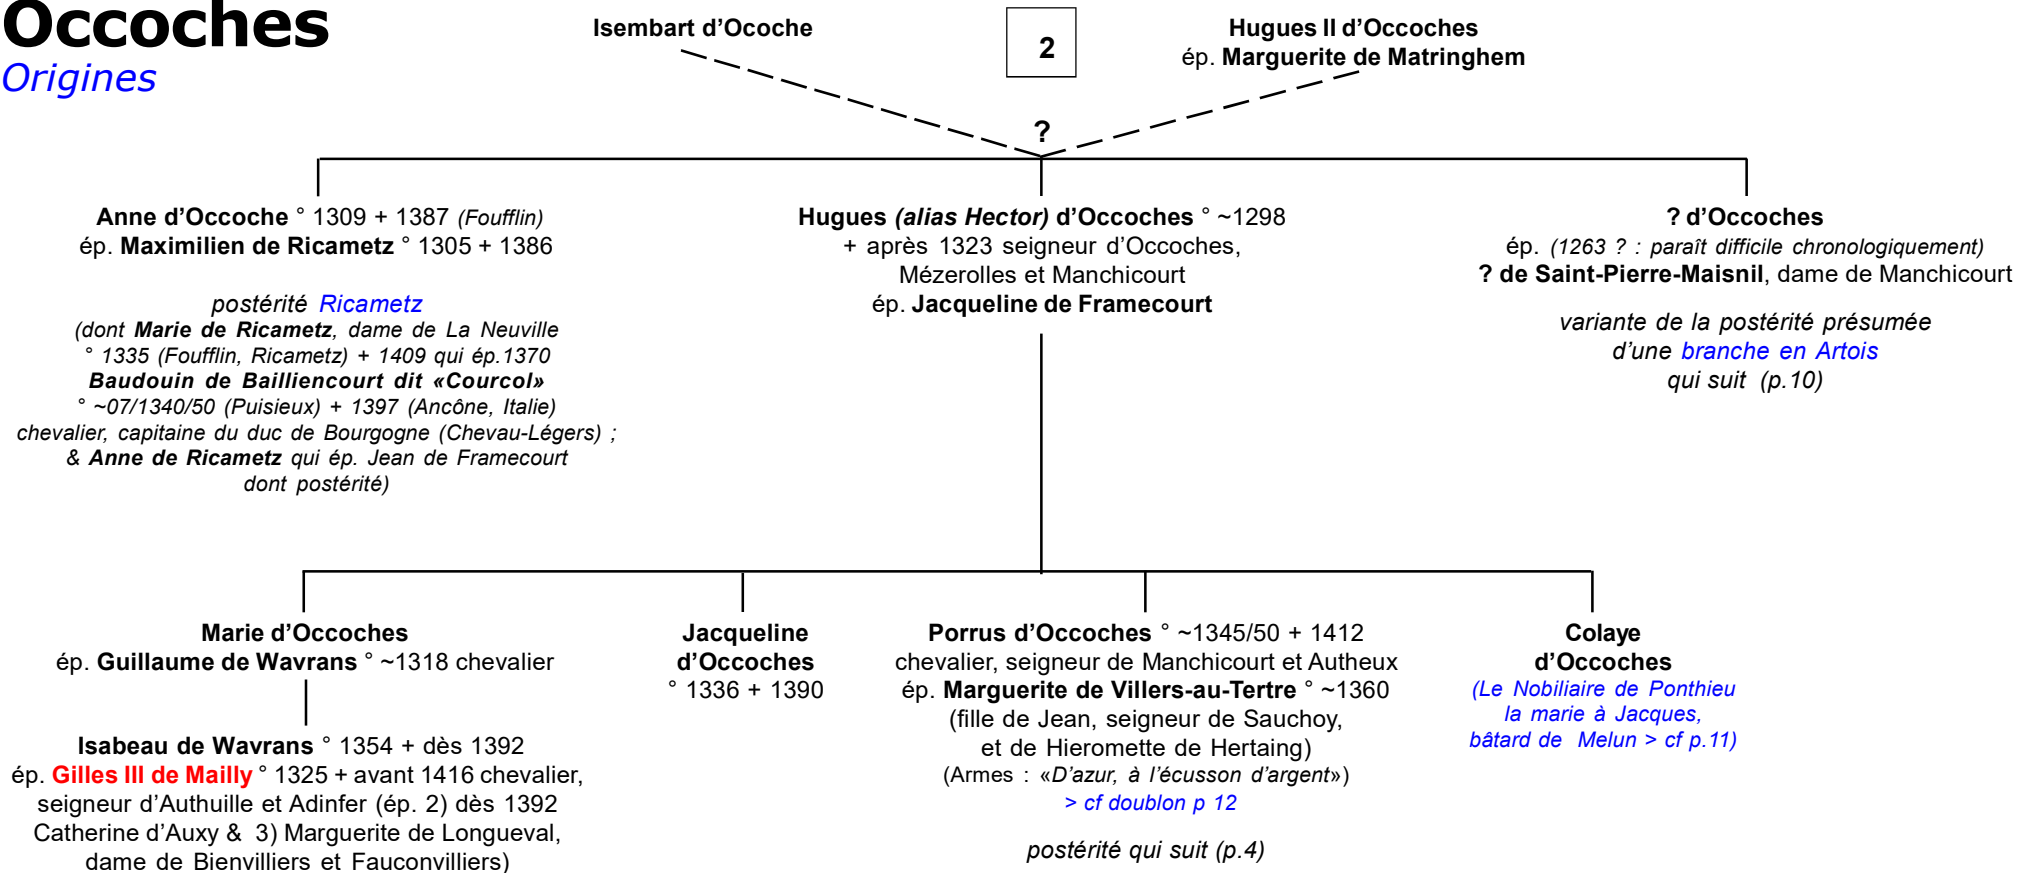 Occoches
Origines
Isembart d’Ocoche
2
Hugues II d’Occoches
ép. Marguerite de Matringhem
?
Anne d’Occoche ° 1309 + 1387 (Foufflin)
ép. Maximilien de Ricametz ° 1305 + 1386
postérité Ricametz
(dont Marie de Ricametz, dame de La Neuville
° 1335 (Foufflin, Ricametz) + 1409 qui ép.1370
Baudouin de Bailliencourt dit «Courcol»
° ~07/1340/50 (Puisieux) + 1397 (Ancône, Italie)
chevalier, capitaine du duc de Bourgogne (Chevau-Légers) ;
& Anne de Ricametz qui ép. Jean de Framecourt
dont postérité)
Hugues (alias Hector) d’Occoches ° ~1298
+ après 1323 seigneur d’Occoches,
Mézerolles et Manchicourt
ép. Jacqueline de Framecourt
? d’Occoches
ép. (1263 ? : paraît difficile chronologiquement)
? de Saint-Pierre-Maisnil, dame de Manchicourt
variante de la postérité présumée
d’une branche en Artois
qui suit (p.10)
Marie d’Occoches
ép. Guillaume de Wavrans ° ~1318 chevalier
Isabeau de Wavrans ° 1354 + dès 1392
ép. Gilles III de Mailly ° 1325 + avant 1416 chevalier,
seigneur d’Authuille et Adinfer (ép. 2) dès 1392
Catherine d’Auxy & 3) Marguerite de Longueval,
dame de Bienvilliers et Fauconvilliers)
Jacqueline
d’Occoches
° 1336 + 1390
Porrus d’Occoches ° ~1345/50 + 1412
chevalier, seigneur de Manchicourt et Autheux
ép. Marguerite de Villers-au-Tertre ° ~1360
(fille de Jean, seigneur de Sauchoy,
et de Hieromette de Hertaing)
(Armes : «D’azur, à l’écusson d’argent»)
> cf doublon p 12
postérité qui suit (p.4)
Colaye
d’Occoches
(Le Nobiliaire de Ponthieu
la marie à Jacques,
bâtard de Melun > cf p.11)